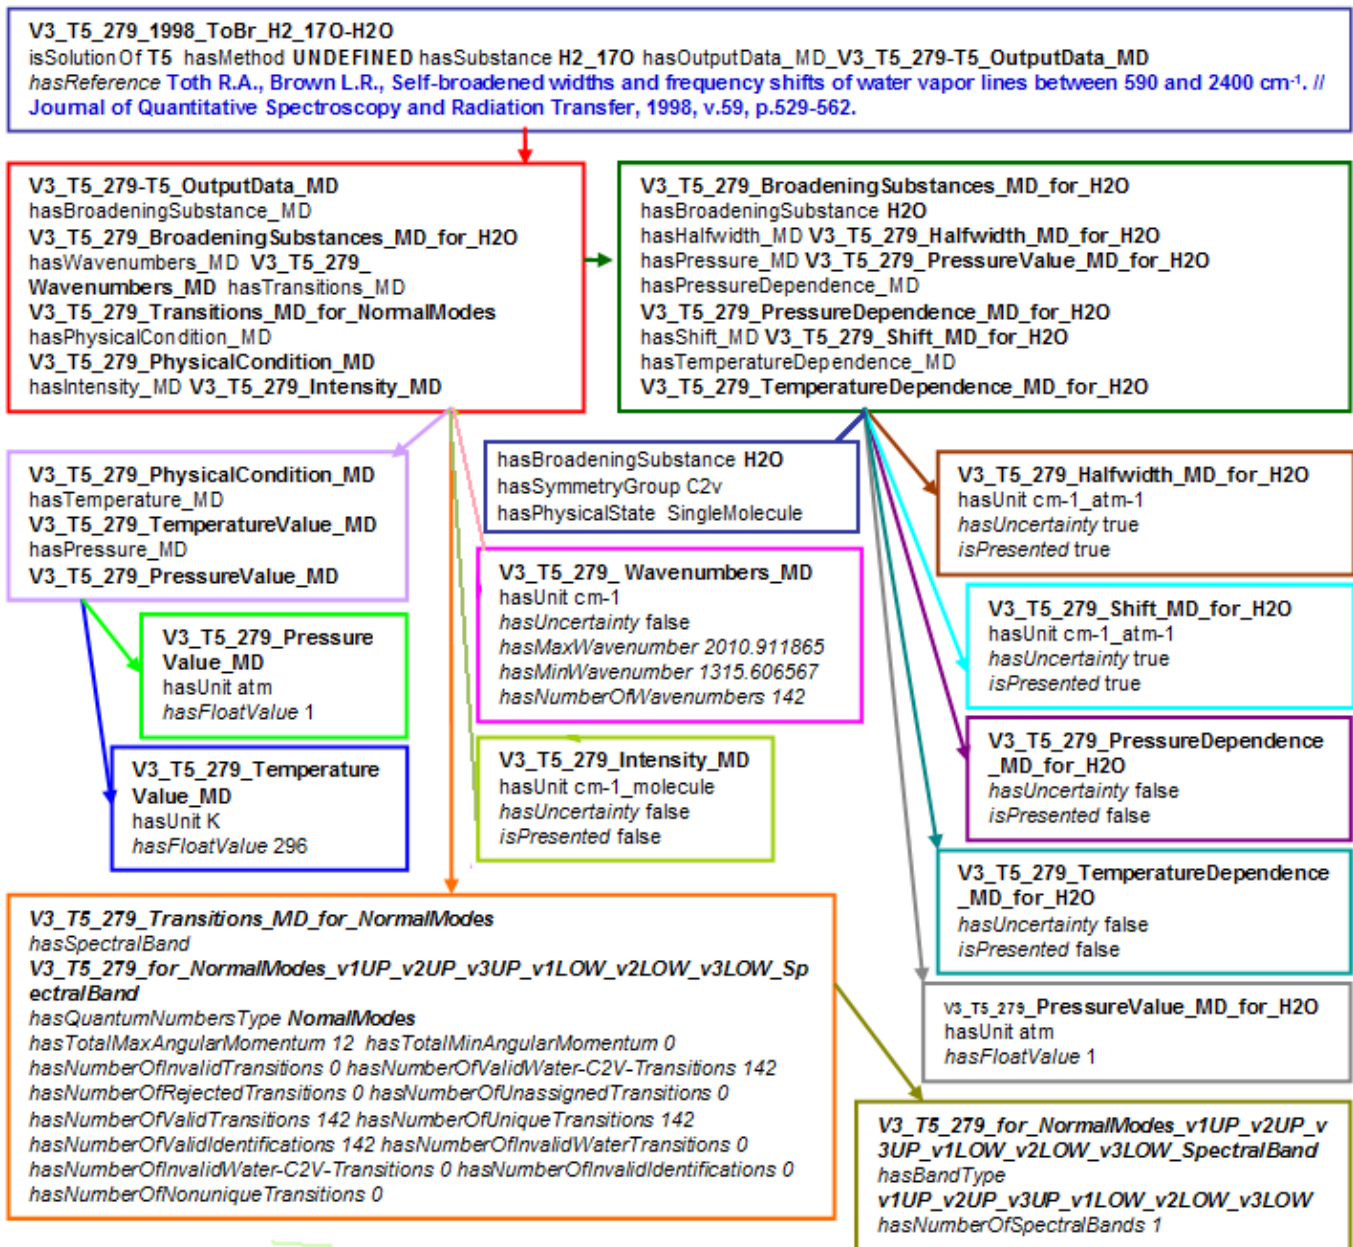 V3_T5_279_1998_ToBr_H2_17O-H2O
isSolutionOf T5 hasMethod UNDEFINED hasSubstance H2_17O hasOutputData_MD_V3_T5_279-T5_OutputData_MD
hasReference Toth R.A., Brown L.R., Self-broadened widths and frequency shifts of water vapor lines between 590 and 2400 cm-1. //
Journal of Quantitative Spectroscopy and Radiation Transfer, 1998, v.59, p.529-562.
V3_T5_279-T5_OutputData_MD
hasBroadeningSubstance_MD
V3_T5_279_BroadeningSubstances_MD_for_H2O
hasWavenumbers_MD V3_T5_279_
Wavenumbers_MD hasTransitions_MD
V3_T5_279_Transitions_MD_for_NormalModes
hasPhysicalCondition_MD
V3_T5_279_PhysicalCondition_MD
hasIntensity_MD V3_T5_279_Intensity_MD
V3_T5_279_BroadeningSubstances_MD_for_H2O
hasBroadeningSubstance H2O
hasHalfwidth_MD V3_T5_279_Halfwidth_MD_for_H2O
hasPressure_MD V3_T5_279_PressureValue_MD_for_H2O
hasPressureDependence_MD
V3_T5_279_PressureDependence_MD_for_H2O
hasShift_MD V3_T5_279_Shift_MD_for_H2O
hasTemperatureDependence_MD
V3_T5_279_TemperatureDependence_MD_for_H2O
V3_T5_279_PhysicalCondition_MD
hasTemperature_MD
V3_T5_279_TemperatureValue_MD
hasPressure_MD
V3_T5_279_PressureValue_MD
hasBroadeningSubstance H2O
hasSymmetryGroup C2v
hasPhysicalState SingleMolecule
V3_T5_279_Halfwidth_MD_for_H2O
hasUnit cm-1_atm-1
hasUncertainty true
isPresented true
V3_T5_279_ Wavenumbers_MD
hasUnit cm-1
hasUncertainty false
hasMaxWavenumber 2010.911865
hasMinWavenumber 1315.606567
hasNumberOfWavenumbers 142
V3_T5_279_Shift_MD_for_H2O
hasUnit cm-1_atm-1
hasUncertainty true
isPresented true
V3_T5_279_Pressure
Value_MD
hasUnit atm
hasFloatValue 1
V3_T5_279_PressureDependence
_MD_for_H2O
hasUncertainty false
isPresented false
V3_T5_279_Temperature
Value_MD
hasUnit K
hasFloatValue 296
V3_T5_279_Intensity_MD
hasUnit cm-1_molecule
hasUncertainty false
isPresented false
V3_T5_279_TemperatureDependence
_MD_for_H2O
hasUncertainty false
isPresented false
V3_T5_279_Transitions_MD_for_NormalModes
hasSpectralBand
V3_T5_279_for_NormalModes_v1UP_v2UP_v3UP_v1LOW_v2LOW_v3LOW_Sp
ectralBand
hasQuantumNumbersType NomalModes
hasTotalMaxAngularMomentum 12 hasTotalMinAngularMomentum 0
hasNumberOfInvalidTransitions 0 hasNumberOfValidWater-C2V-Transitions 142
hasNumberOfRejectedTransitions 0 hasNumberOfUnassignedTransitions 0
hasNumberOfValidTransitions 142 hasNumberOfUniqueTransitions 142
hasNumberOfValidIdentifications 142 hasNumberOfInvalidWaterTransitions 0
hasNumberOfInvalidWater-C2V-Transitions 0 hasNumberOfInvalidIdentifications 0
hasNumberOfNonuniqueTransitions 0
V3_T5_279_PressureValue_MD_for_H2O
hasUnit atm
hasFloatValue 1
V3_T5_279_for_NormalModes_v1UP_v2UP_v
3UP_v1LOW_v2LOW_v3LOW_SpectralBand
hasBandType
v1UP_v2UP_v3UP_v1LOW_v2LOW_v3LOW
hasNumberOfSpectralBands 1